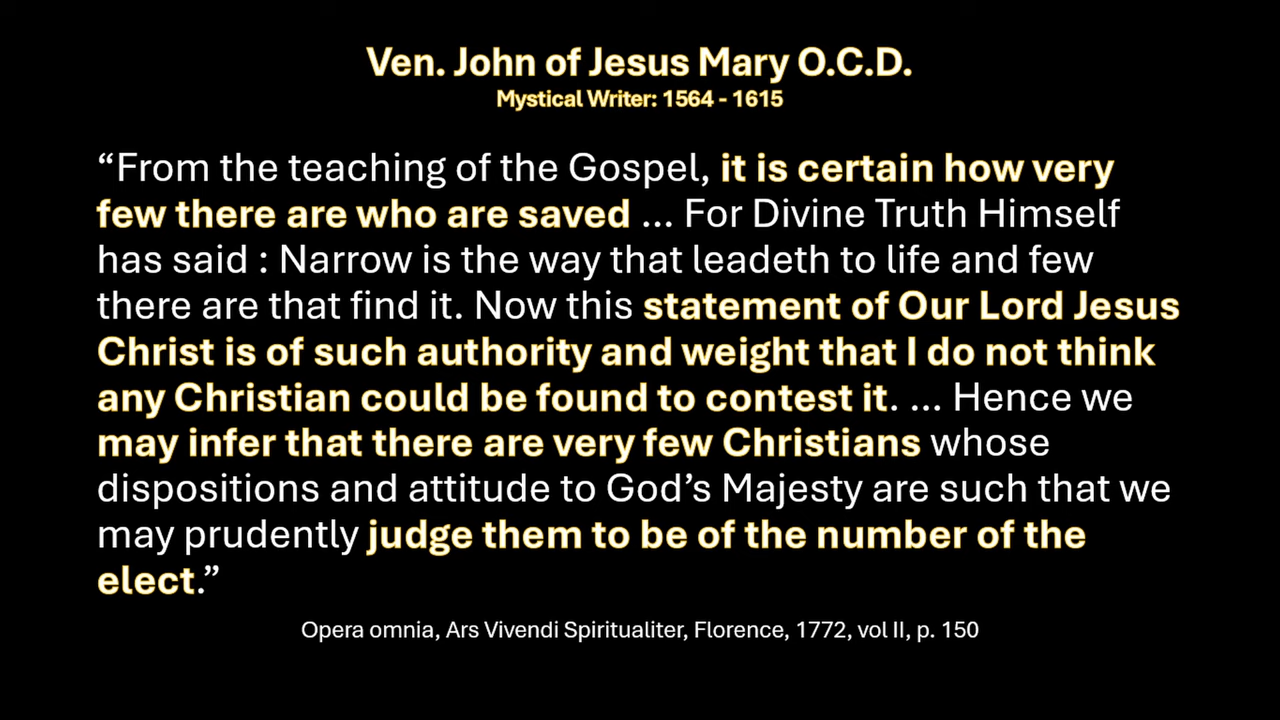 Ven. John of Jesus Mary O.C.D.
Mystical Writer: 1564 - 1615
“From the teaching of the Gospel, it is certain how very
few there are who are saved ... For Divine Truth Himself
has said : Narrow is the way that leadeth to life and few
there are that find it. Now this statement of Our Lord Jesus
Christ is of such authority and weight that I do not think
any Christian could be found to contest it. ... Hence we
may infer that there are very few Christians whose
dispositions and attitude to God’s Majesty are such that we
may prudently judge them to be of the number of the
elect.”
Opera omnia, Ars Vivendi Spiritualiter, Florence, 1772, vol II, p. 150